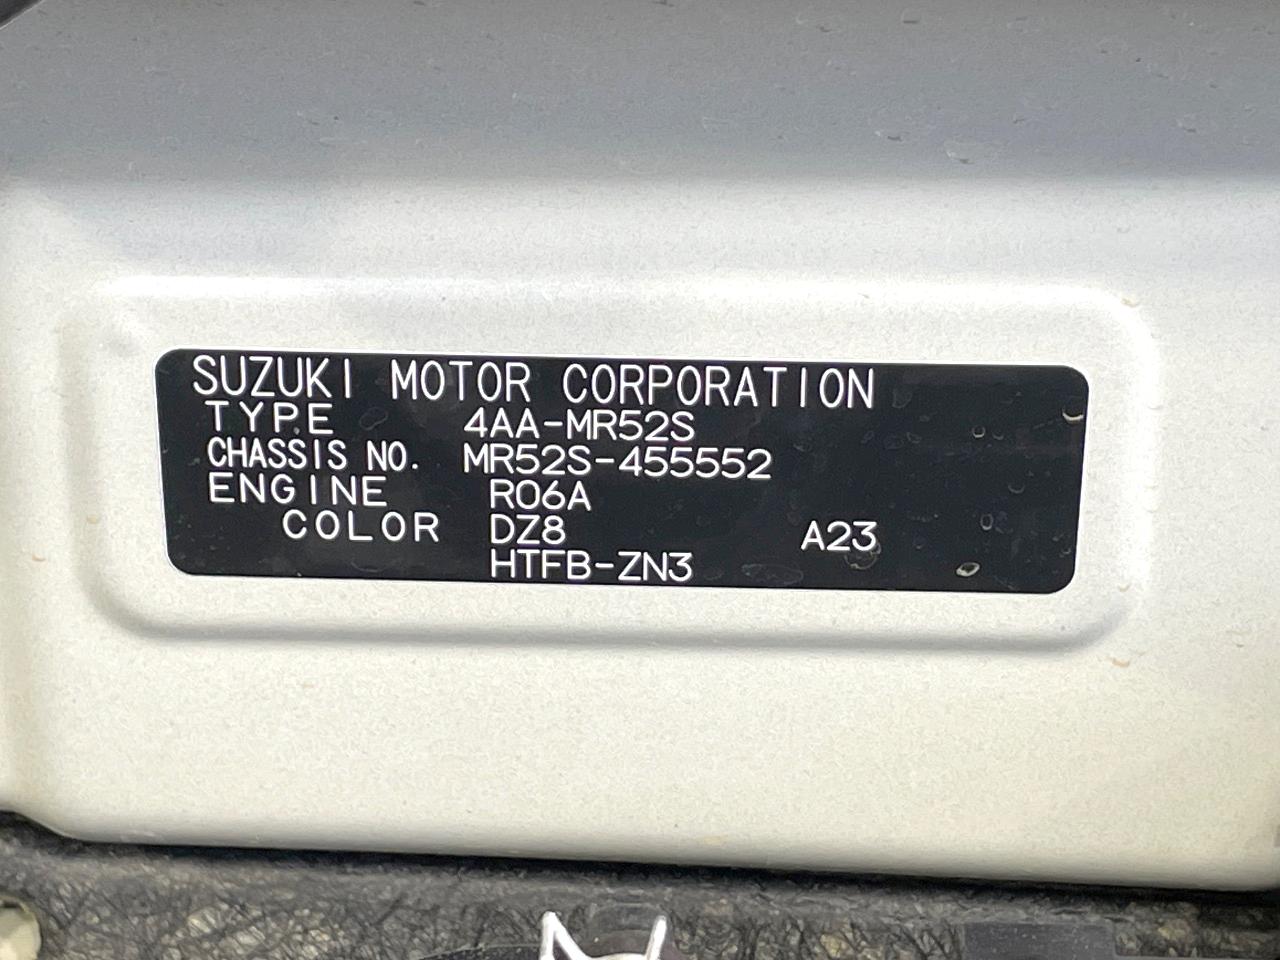 SUZUKI MOTOR CORPORATION
TYPE 4AA-MR52S
CHASSIS NO. MR52S-455552
ENGINE R06A
COLOR DZ8 A23
HTFB-ZN3